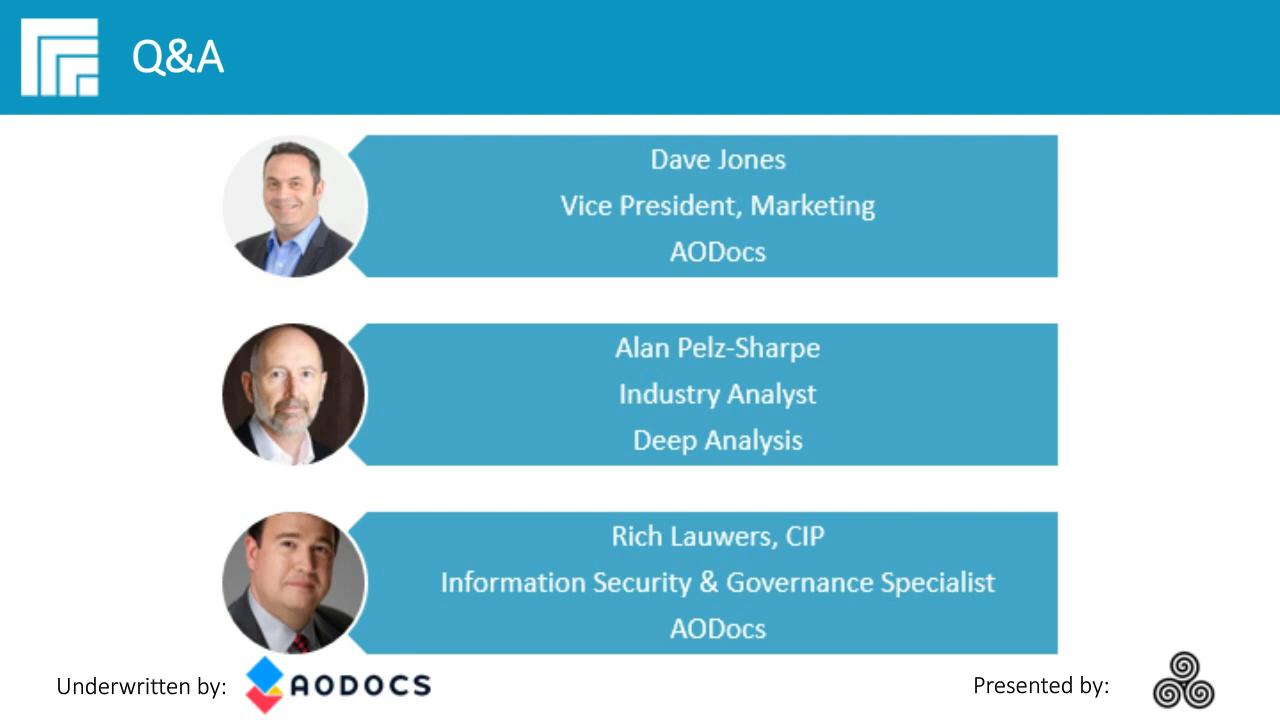 Q&A
Dave Jones
Vice President, Marketing
AODocs
Alan Pelz-Sharpe
Industry Analyst
Deep Analysis
Rich Lauwers, CIP
Information Security & Governance Specialist
AODocs
Underwritten by:
AODOCS
Presented by: